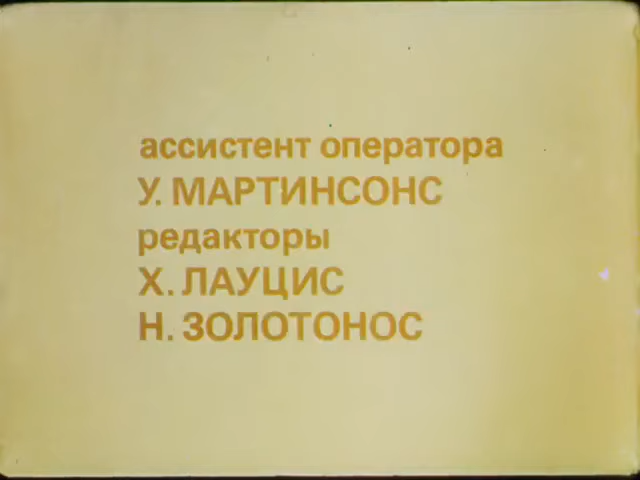 ассистент оператора
У. МАРТИНСОНС
редакторы
Х. ЛАУЦИС
Н. ЗОЛОТОНОС